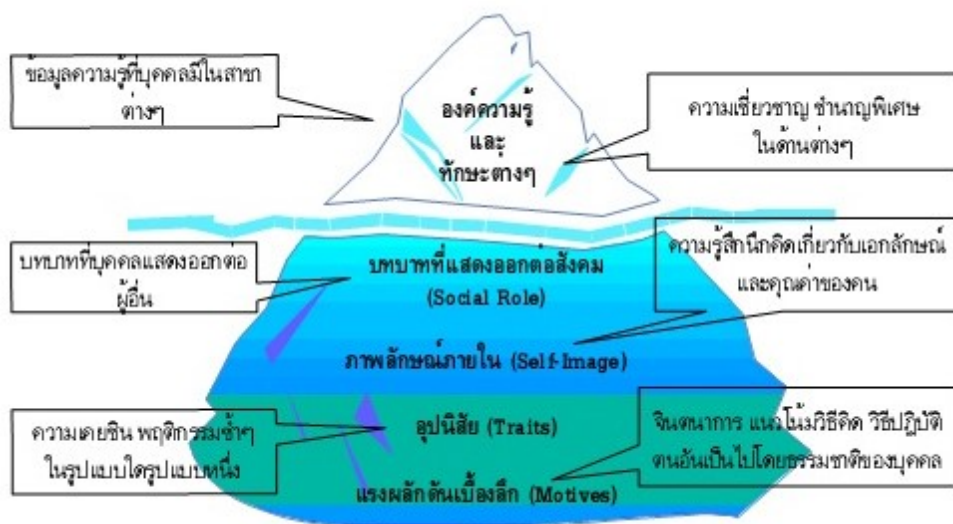 ข้อมูลความรู้ที่บุคคลมีในสาขา
ต่างๆ
องค์ความรู้
และ
ทักษะต่างๆ
ความเชี่ยวชาญ ชำนาญพิเศษ
ในด้านต่างๆ
บทบาทที่บุคคลแสดงออกต่อ
ผู้อื่น
บทบาทที่แสดงออกต่อสังคม
(Social Role)
ความรู้สึกนึกคิดเกี่ยวกับเอกลักษณ์
และคุณค่าของคน
ภาพลักษณ์ภายใน (Self-Image)
ความเคยชิน พฤติกรรมซ้ำๆ
ในรูปแบบใดรูปแบบหนึ่ง
อุปนิสัย (Traits)
จินตนาการ แนวโน้มวิธีคิด วิธีปฏิบัติ
ตนอันเป็นไปโดยธรรมชาติของบุคคล
แรงผลักดันเบื้องลึก (Motives)